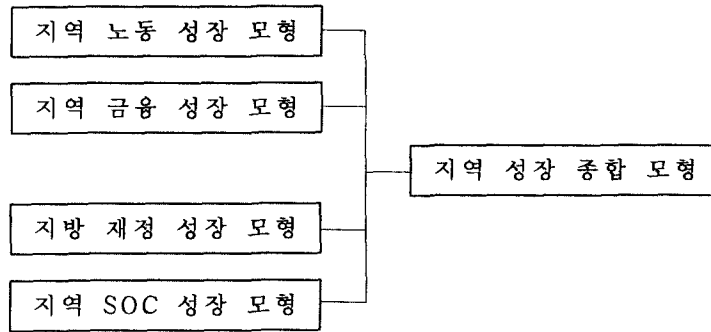 지역 노동 성장 모형
지역 금융 성장 모형
지역 성장 종합 모형
지방 재정 성장 모형
지역 SOC 성장 모형